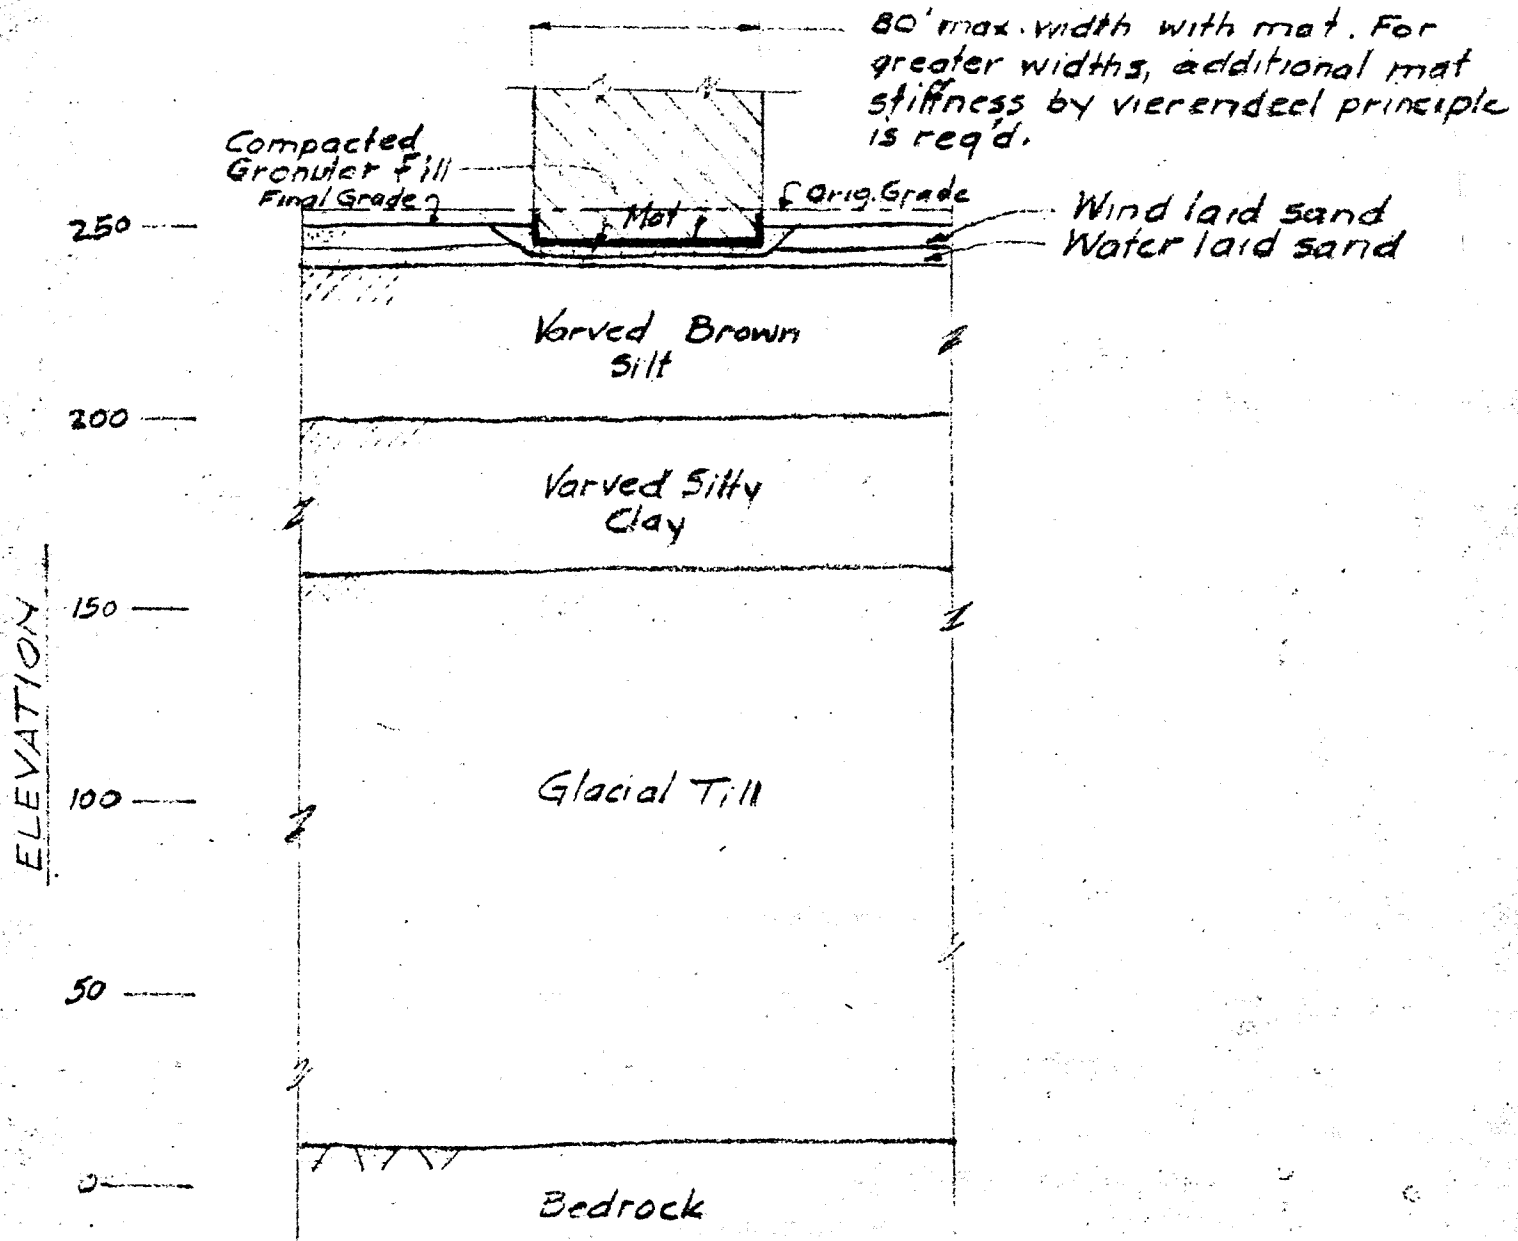 80' max. width with mat. For
greater widths, additional mat
stiffness by vierendeel principle
is req'd.
Compacted
Granular Fill
Final Grade
Orig. Grade
Mat
Wind laid sand
Water laid sand
250
Varved Brown
Silt
200
Varved Silty
Clay
150
ELEVATION
100
Glacial Till
50
0
Bedrock